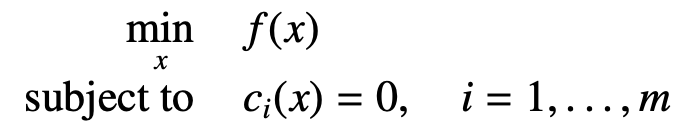 min f(x)
x
subject to cᵢ(x) = 0, i = 1, . . . , m